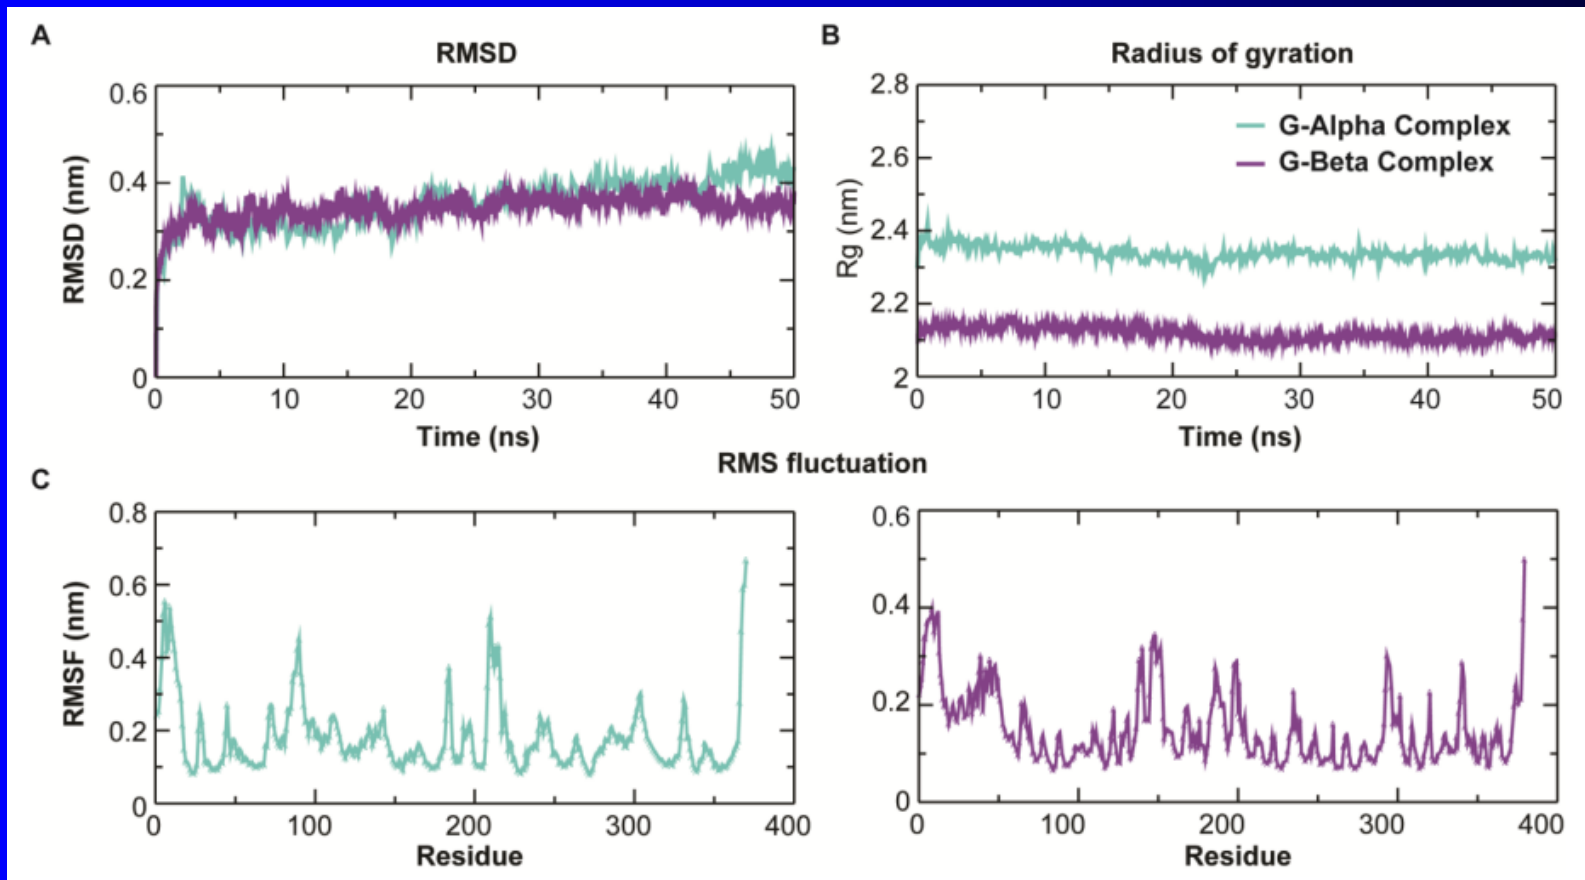 A
RMSD
RMSD (nm)
0.6
0.4
0.2
0
0 10 20 30 40 50
Time (ns)
B
Radius of gyration
Rg (nm)
2.8
2.6
2.4
2.2
2
G-Alpha Complex
G-Beta Complex
0 10 20 30 40 50
Time (ns)
C
RMS fluctuation
RMSF (nm)
0.8
0.6
0.4
0.2
0
0 100 200 300 400
Residue
0.6
0.4
0.2
0
0 100 200 300 400
Residue